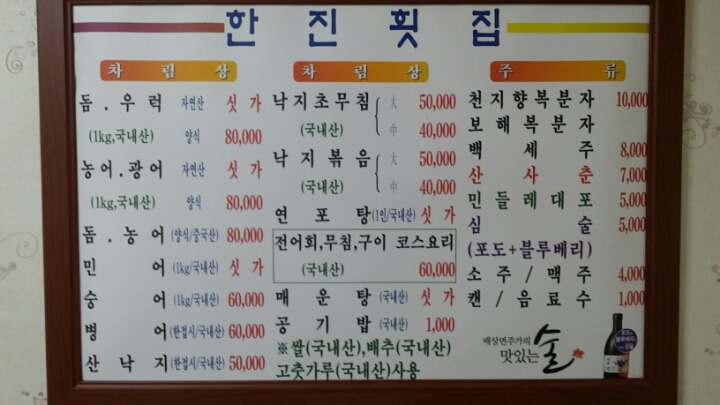 한진횟집
차림상
돔.우럭 자연산 싯가
(1kg,국내산) 양식 80,000
농어.광어 자연산 싯가
(1kg,국내산) 양식 80,000
돔.농어 (양식/중국산) 80,000
민어 (1kg/국내산) 싯가
숭어 (1kg/국내산) 60,000
병어 (한접시/국내산) 60,000
산낙지 (한접시/국내산) 50,000
차림상
낙지초무침 大 50,000
(국내산) 中 40,000
낙지볶음 大 50,000
(국내산) 中 40,000
연포탕 (1인/국내산) 싯가
전어회,무침,구이 코스요리
(국내산) 60,000
매운탕 (국내산) 싯가
공기밥 (국내산) 1,000
※쌀(국내산),배추(국내산)
고춧가루(국내산)사용
주류
천지향복분자 10,000
보해복분자
백세주 8,000
산사춘 7,000
민들레대포 5,000
심술 5,000
(포도+블루베리)
소주/맥주 4,000
캔/음료수 1,000
배상면주가의
맛있는 술